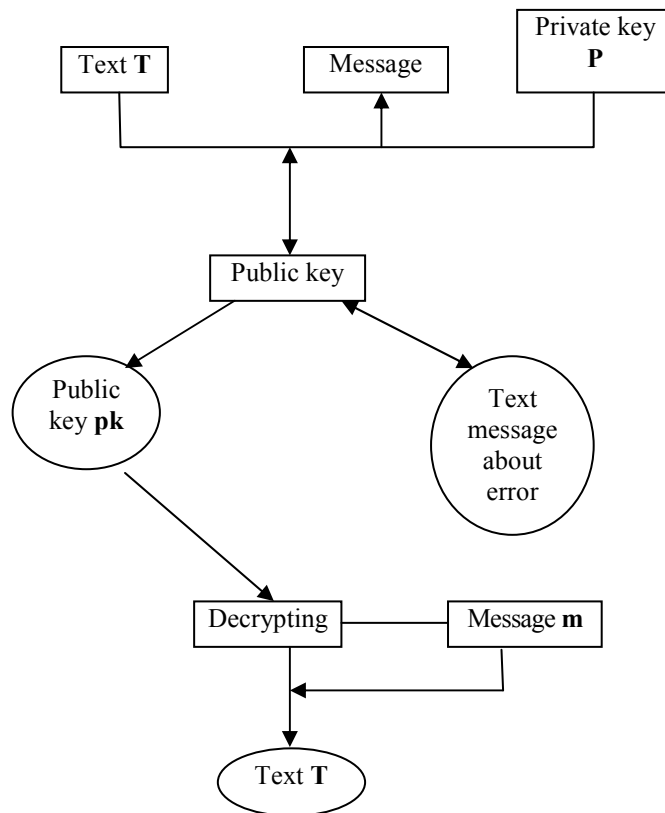 Text T
Message
Private key
P
Public key
Public
key pk
Text
message
about
error
Decrypting
Message m
Text T